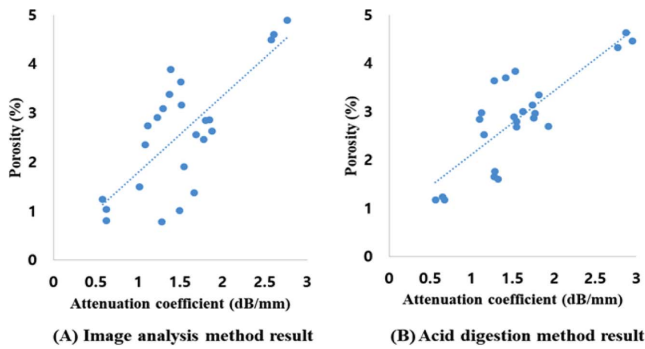 5
4
3
2
1
0
Porosity (%)
0 0.5 1 1.5 2 2.5 3
Attenuation coefficient (dB/mm)
(A) Image analysis method result
5
4
3
2
1
0
Porosity (%)
0 0.5 1 1.5 2 2.5 3
Attenuation coefficient (dB/mm)
(B) Acid digestion method result